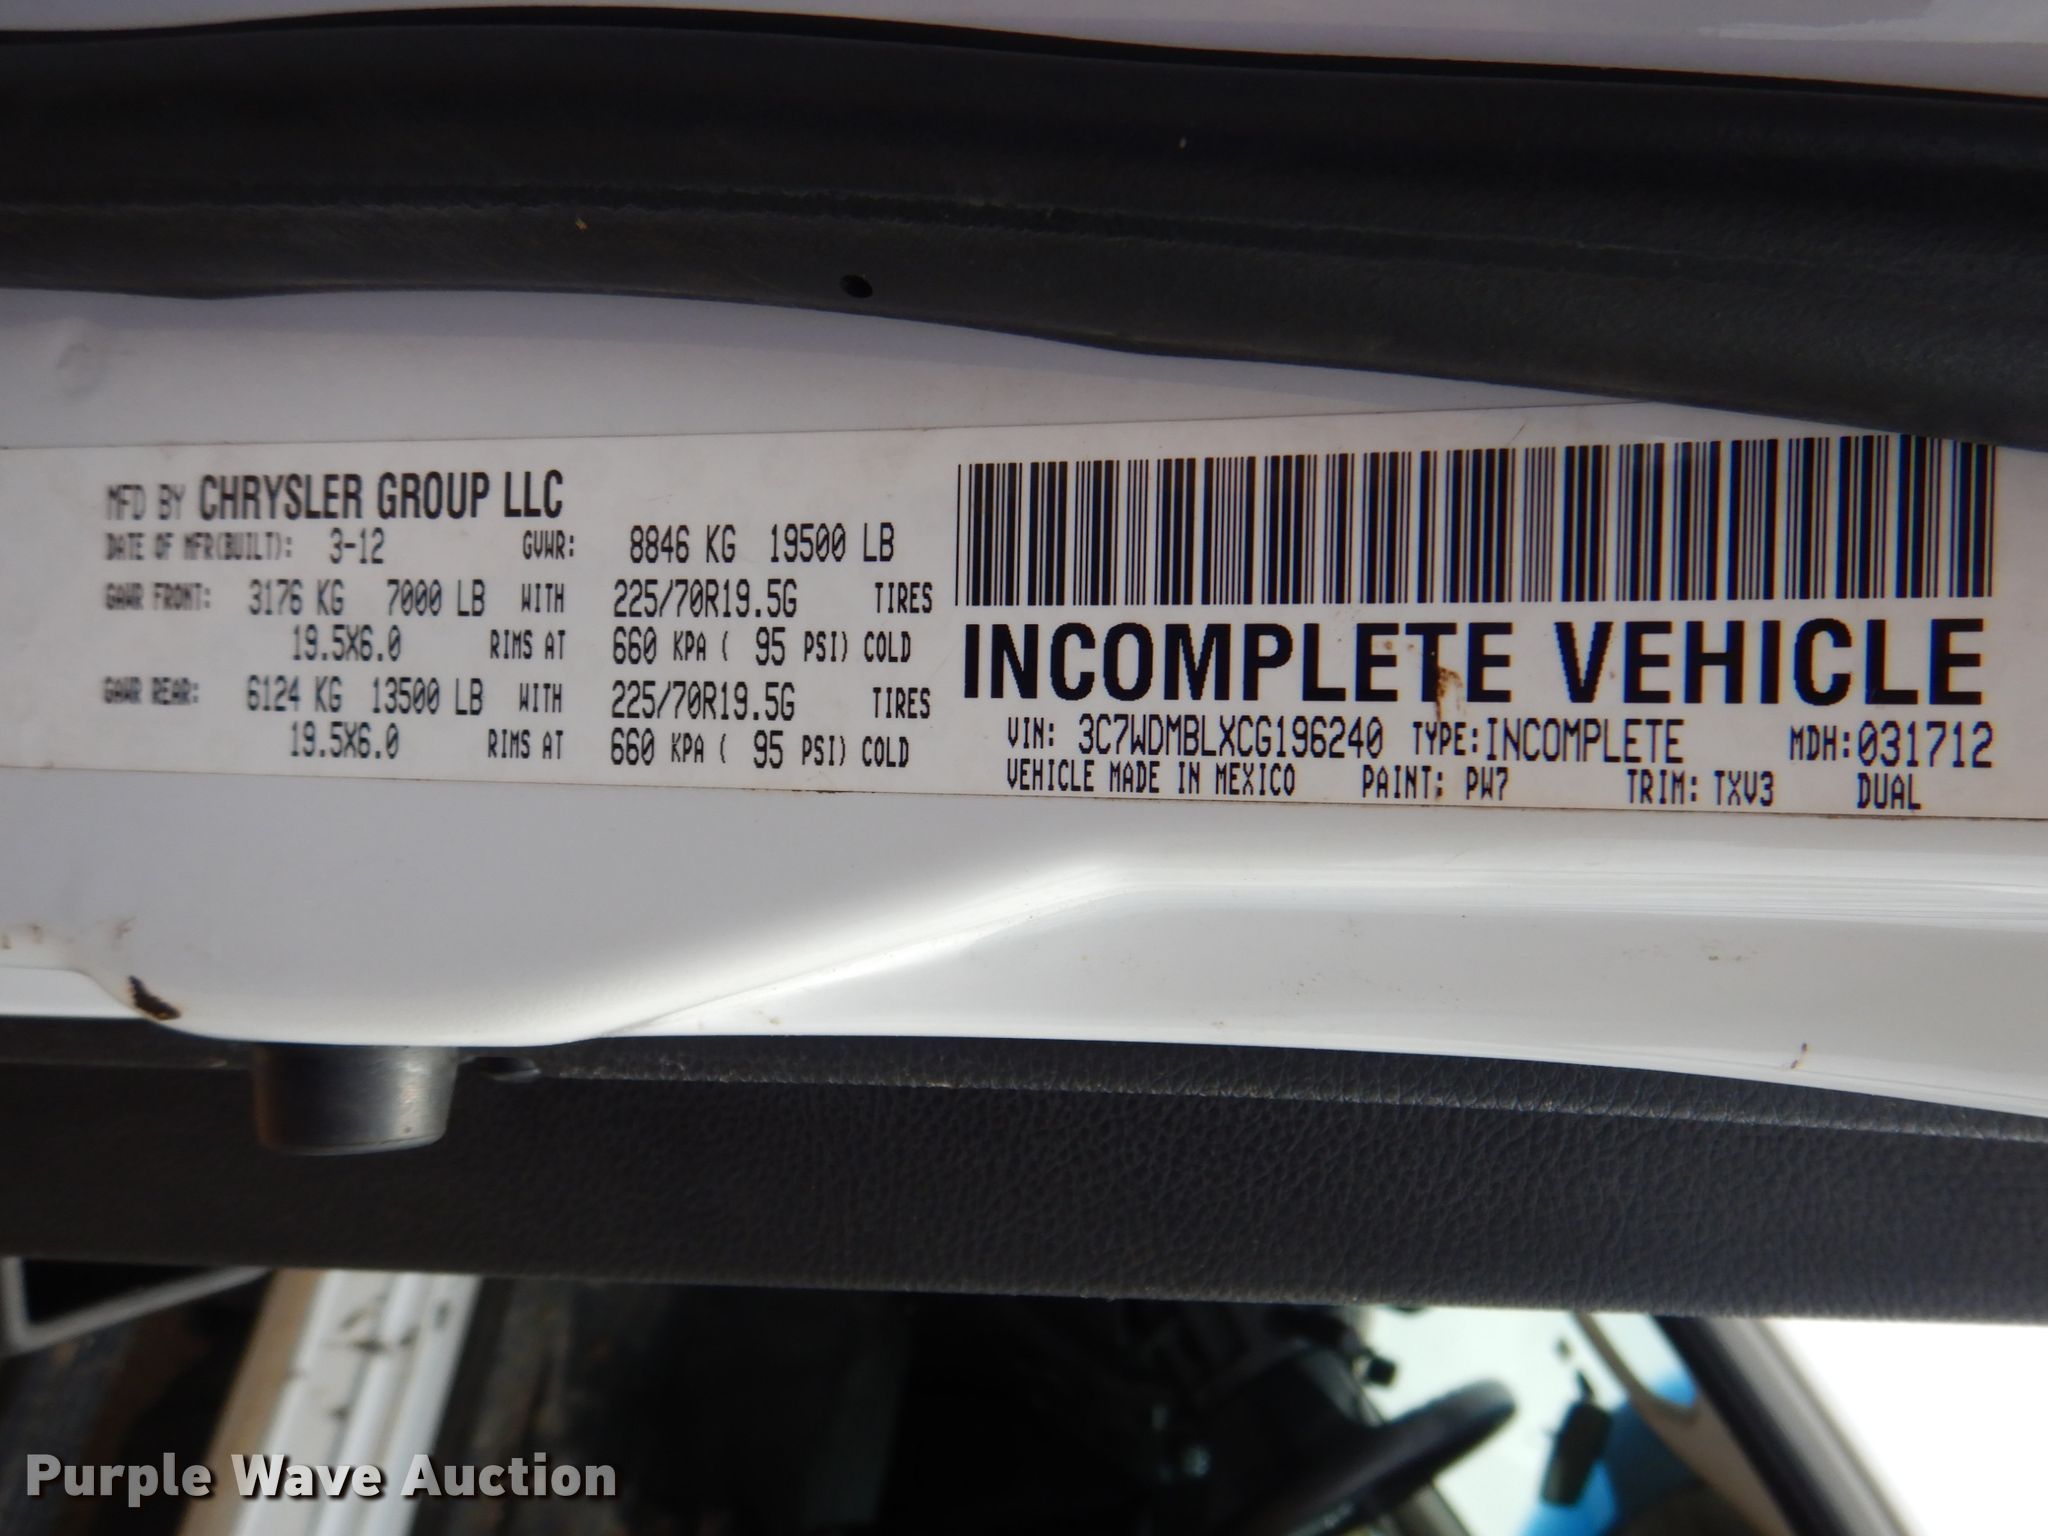 MFD BY CHRYSLER GROUP LLC
DATE OF MFR(BUILT): 3-12 GVWR: 8846 KG 19500 LB
GAWR FRONT: 3176 KG 7000 LB WITH 225/70R19.5G TIRES
19.5X6.0 RIMS AT 660 KPA ( 95 PSI) COLD
GAWR REAR: 6124 KG 13500 LB WITH 225/70R19.5G TIRES
19.5X6.0 RIMS AT 660 KPA ( 95 PSI) COLD
INCOMPLETE VEHICLE
VIN: 3C7WDMBLXCG196240 TYPE:INCOMPLETE MDH:031712
VEHICLE MADE IN MEXICO PAINT: PW7 TRIM: TXV3 DUAL
Purple Wave Auction